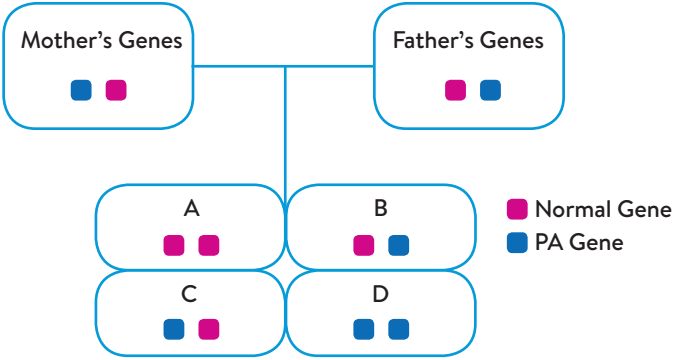 Mother’s Genes
Father’s Genes
A
B
C
D
Normal Gene
PA Gene